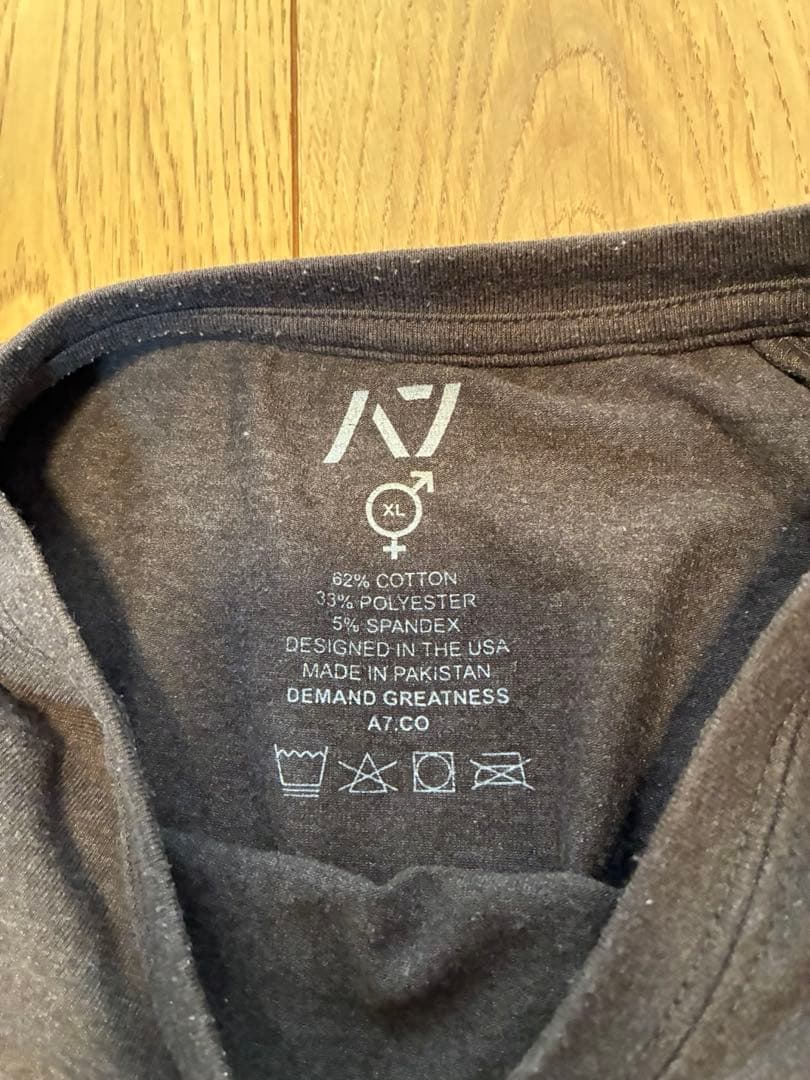 A7
XL
62% COTTON
33% POLYESTER
5% SPANDEX
DESIGNED IN THE USA
MADE IN PAKISTAN
DEMAND GREATNESS
A7.CO